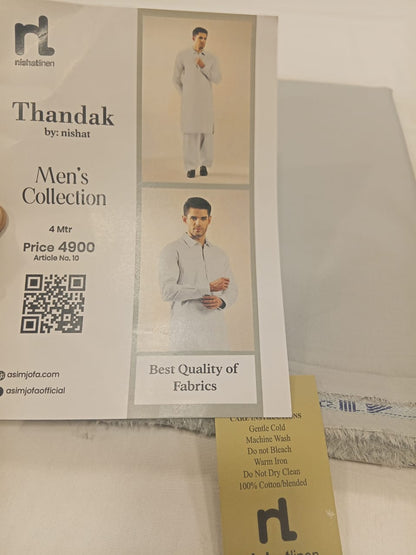 nl
nishatlinen
Thandak
by: nishat
Men's
Collection
4 Mtr
Price 4900
Article No. 10
asimjofa.com
asimjofaofficial
Best Quality of
Fabrics
CARE INSTRUCTIONS
Gentle Cold
Machine Wash
Do not Bleach
Warm Iron
Do Not Dry Clean
100% Cotton/blended
nl
nishatlinen